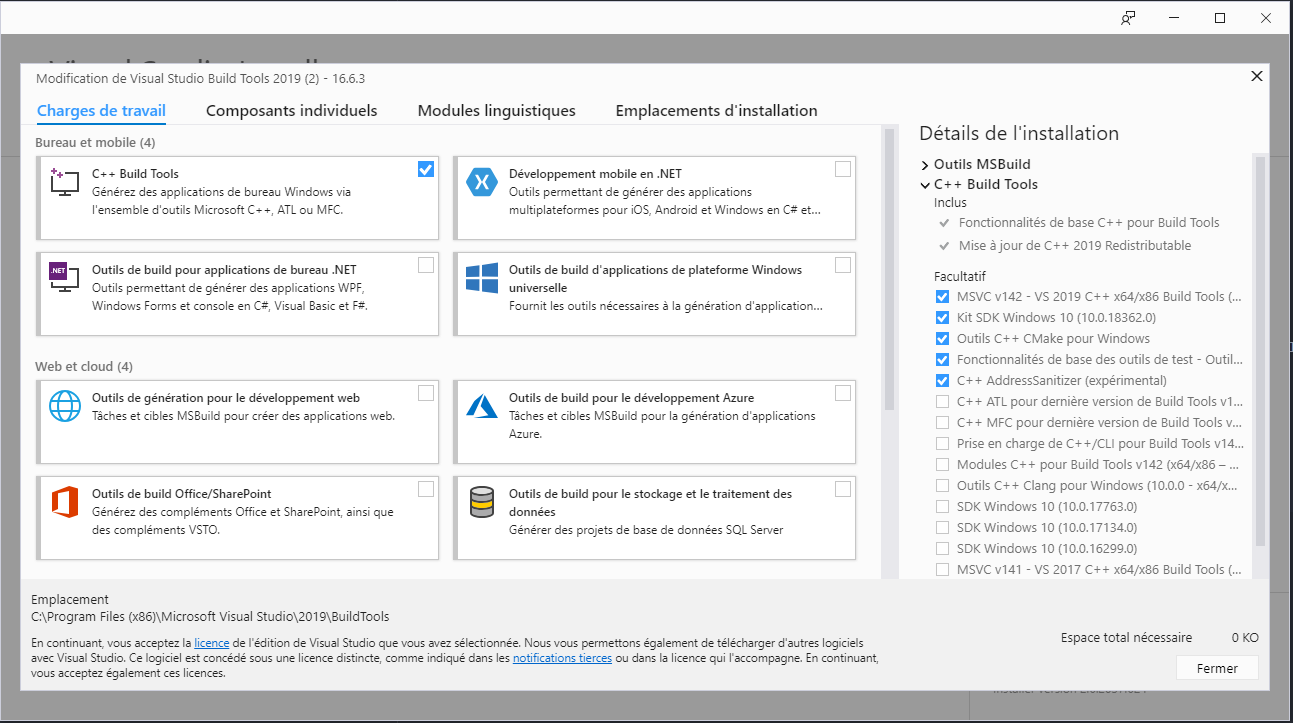 Modification de Visual Studio Build Tools 2019 (2) - 16.6.3
Charges de travail
Composants individuels
Modules linguistiques
Emplacements d'installation
Bureau et mobile (4)
C++ Build Tools
Générez des applications de bureau Windows via
l'ensemble d'outils Microsoft C++, ATL ou MFC.
Développement mobile en .NET
Outils permettant de générer des applications
multiplateformes pour iOS, Android et Windows en C# et...
.NET
Outils de build pour applications de bureau .NET
Outils permettant de générer des applications WPF,
Windows Forms et console en C#, Visual Basic et F#.
Outils de build d'applications de plateforme Windows
universelle
Fournit les outils nécessaires à la génération d'application...
Web et cloud (4)
Outils de génération pour le développement web
Tâches et cibles MSBuild pour créer des applications web.
Outils de build pour le développement Azure
Tâches et cibles MSBuild pour la génération d'applications
Azure.
Outils de build Office/SharePoint
Générez des compléments Office et SharePoint, ainsi que
des compléments VSTO.
Outils de build pour le stockage et le traitement des
données
Générer des projets de base de données SQL Server
Détails de l'installation
Outils MSBuild
C++ Build Tools
Inclus
Fonctionnalités de base C++ pour Build Tools
Mise à jour de C++ 2019 Redistributable
Facultatif
MSVC v142 - VS 2019 C++ x64/x86 Build Tools (...
Kit SDK Windows 10 (10.0.18362.0)
Outils C++ CMake pour Windows
Fonctionnalités de base des outils de test - Outil...
C++ AddressSanitizer (expérimental)
C++ ATL pour dernière version de Build Tools v1...
C++ MFC pour dernière version de Build Tools v...
Prise en charge de C++/CLI pour Build Tools v14...
Modules C++ pour Build Tools v142 (x64/x86 – ...
Outils C++ Clang pour Windows (10.0.0 - x64/x...
SDK Windows 10 (10.0.17763.0)
SDK Windows 10 (10.0.17134.0)
SDK Windows 10 (10.0.16299.0)
MSVC v141 - VS 2017 C++ x64/x86 Build Tools (...
Emplacement
C:\Program Files (x86)\Microsoft Visual Studio\2019\BuildTools
En continuant, vous acceptez la licence de l'édition de Visual Studio que vous avez sélectionnée. Nous vous permettons également de télécharger d'autres logiciels
avec Visual Studio. Ce logiciel est concédé sous une licence distincte, comme indiqué dans les notifications tierces ou dans la licence qui l'accompagne. En continuant,
vous acceptez également ces licences.
Espace total nécessaire 0 KO
Fermer